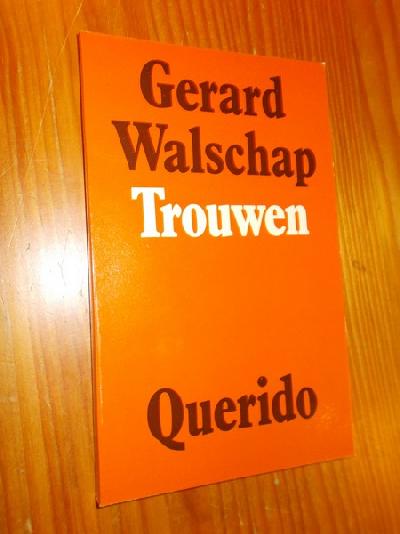 Gerard
Walschap
Trouwen
Querido